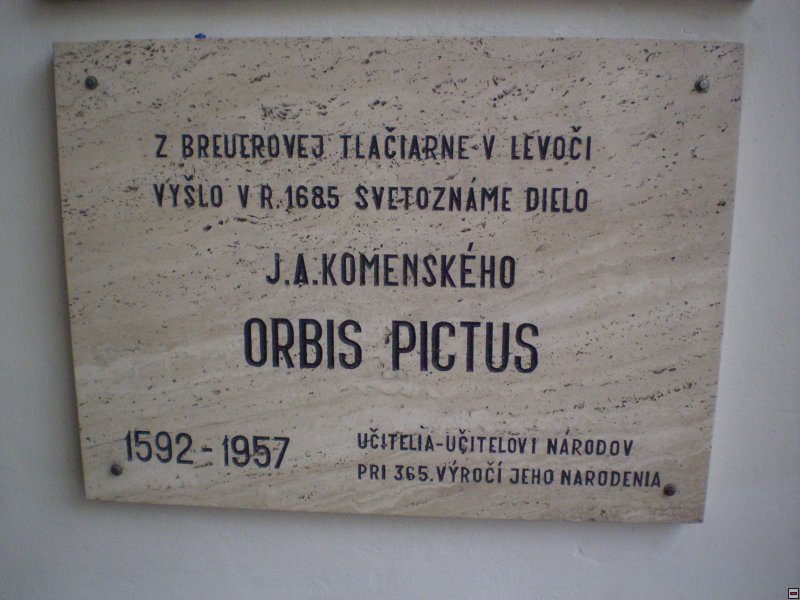 Z BREUEROVEJ TLAČIARNE V LEVOČI
VYŠLO V R. 1685 SVETOZNÁME DIELO
J.A.KOMENSKÉHO
ORBIS PICTUS
1592-1957
UČITELIA-UČITEĽOVI NÁRODOV
PRI 365.VÝROČÍ JEHO NARODENIA